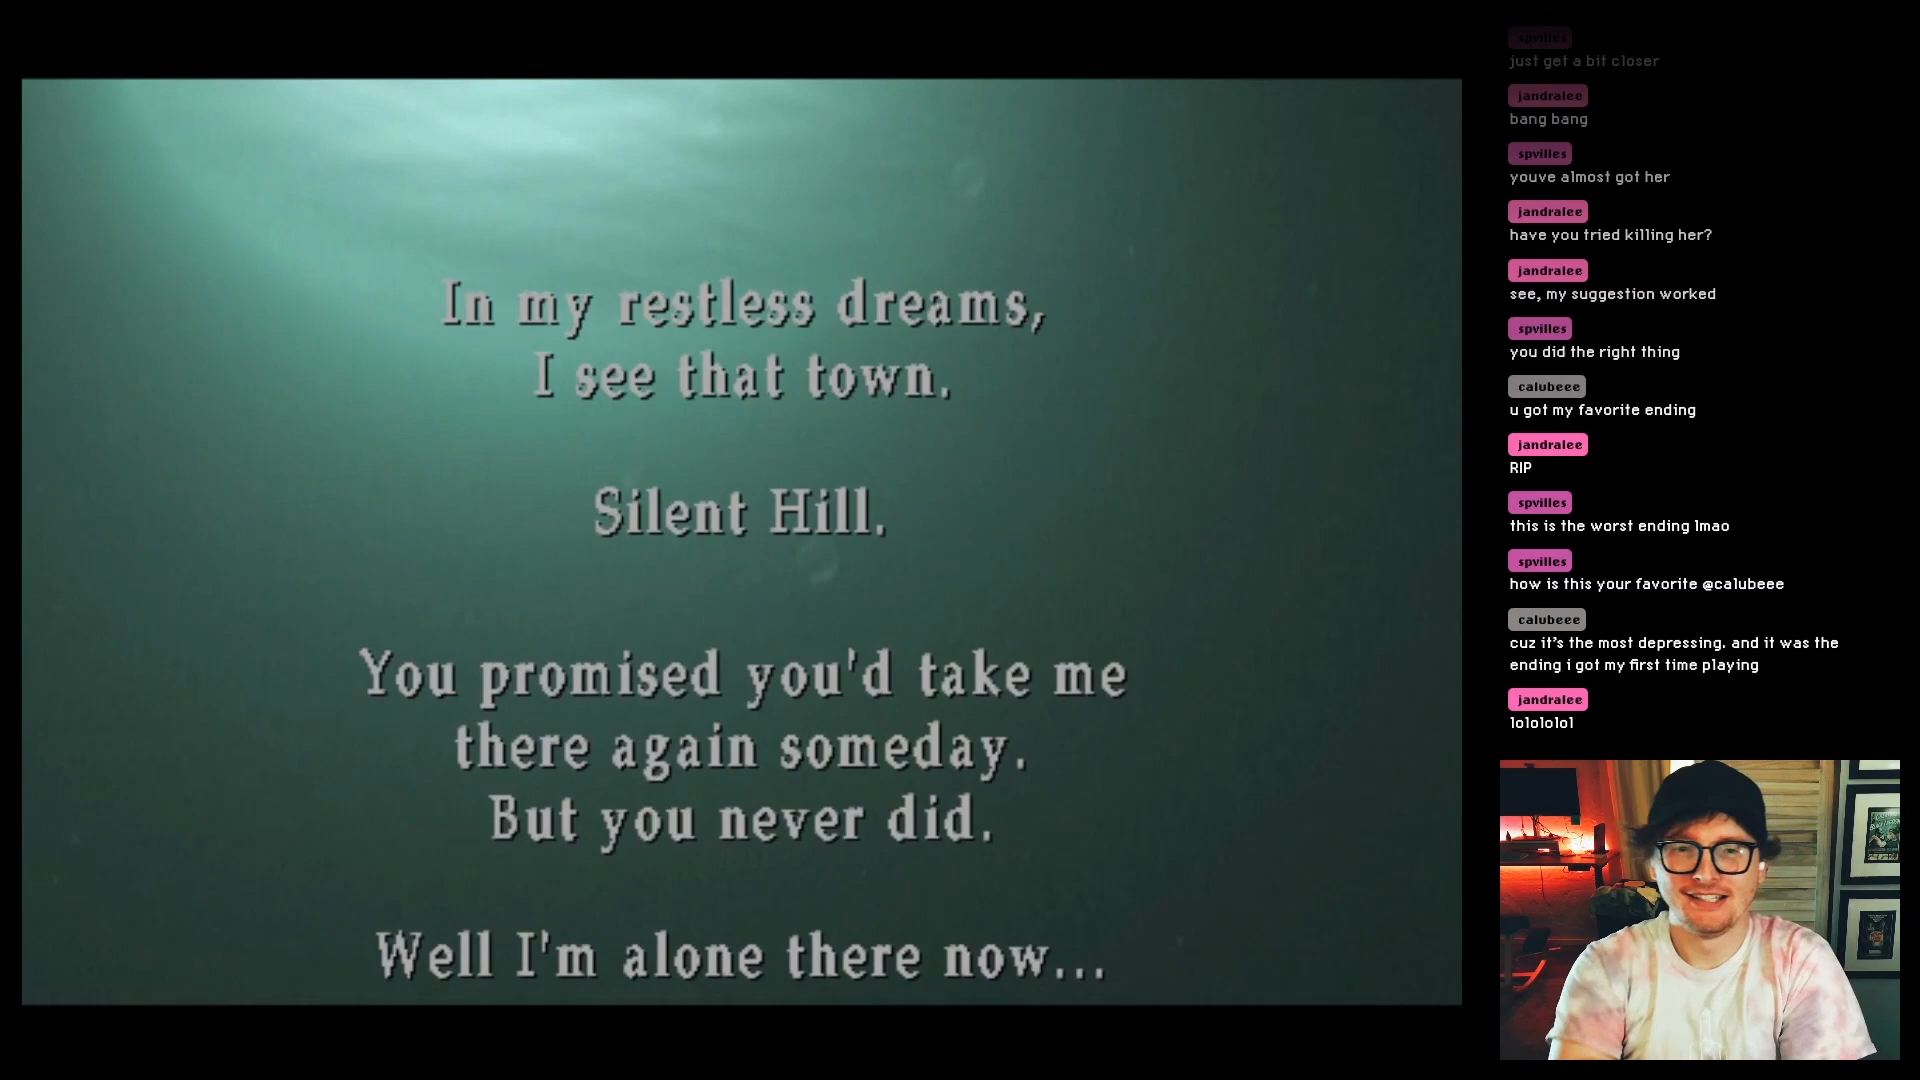 In my restless dreams,
I see that town.
Silent Hill.
You promised you'd take me
there again someday.
But you never did.
Well I'm alone there now...
spvilles
just get a bit closer
jandralee
bang bang
spvilles
youve almost got her
jandralee
have you tried killing her?
jandralee
see, my suggestion worked
spvilles
you did the right thing
calubeee
u got my favorite ending
jandralee
RIP
spvilles
this is the worst ending lmao
spvilles
how is this your favorite @calubeee
calubeee
cuz it's the most depressing. and it was the
ending i got my first time playing
jandralee
lolololol